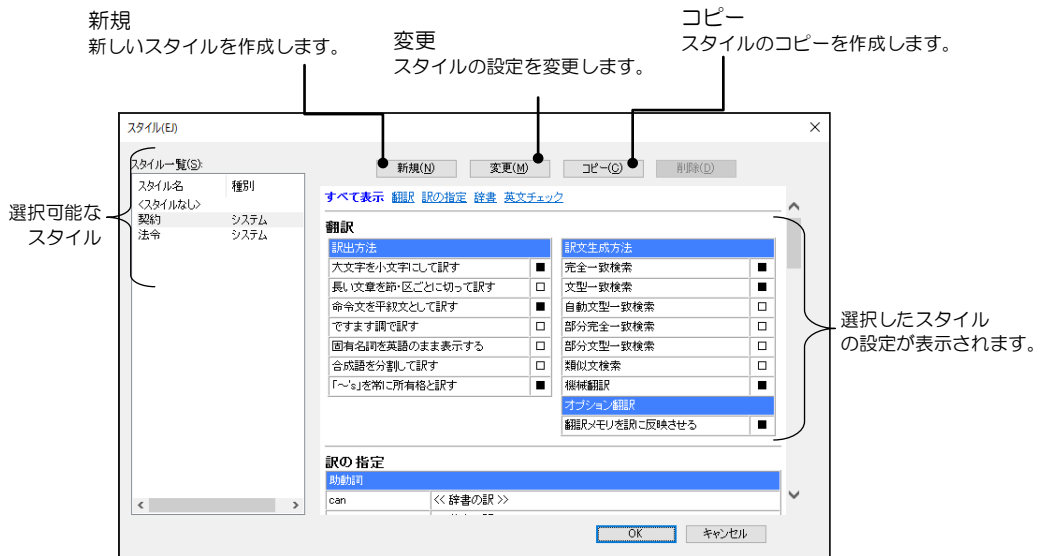 新規
新しいスタイルを作成します。
変更
スタイルの設定を変更します。
コピー
スタイルのコピーを作成します。
スタイル(EJ)
スタイル一覧(S):
新規(N) 変更(M) コピー(C) 削除(D)
スタイル名 種別
<スタイルなし>
契約 システム
法令 システム
選択可能な
スタイル
すべて表示 翻訳 訳の指定 辞書 英文チェック
翻訳
訳出方法
大文字を小文字にして訳す ■
長い文章を節・区ごとに切って訳す □
命令文を平叙文として訳す ■
ですます調で訳す □
固有名詞を英語のまま表示する □
合成語を分割して訳す □
「～'s」を常に所有格と訳す ■
訳文生成方法
完全一致検索 ■
文型一致検索 ■
自動文型一致検索 □
部分完全一致検索 □
部分文型一致検索 □
類似文検索 □
機械翻訳 ■
オプション翻訳
翻訳メモリを訳に反映させる ■
選択したスタイル
の設定が表示されます。
訳の指定
助動詞
can << 辞書の訳 >>
OK キャンセル